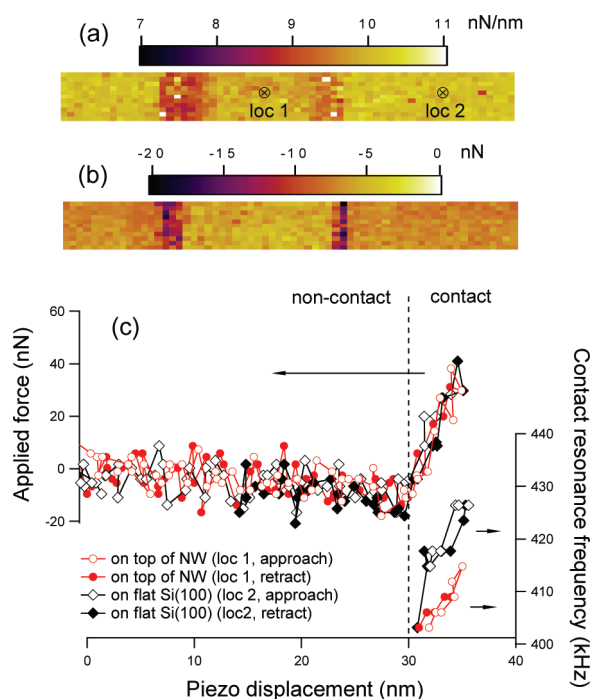 (a)
7 8 9 10 11 nN/nm
loc 1 loc 2
(b)
-20 -15 -10 -5 0 nN
(c)
non-contact contact
Applied force (nN)
60
40
20
0
-20
Contact resonance frequency (kHz)
440
430
420
410
400
on top of NW (loc 1, approach)
on top of NW (loc 1, retract)
on flat Si(100) (loc 2, approach)
on flat Si(100) (loc2, retract)
0 10 20 30 40
Piezo displacement (nm)